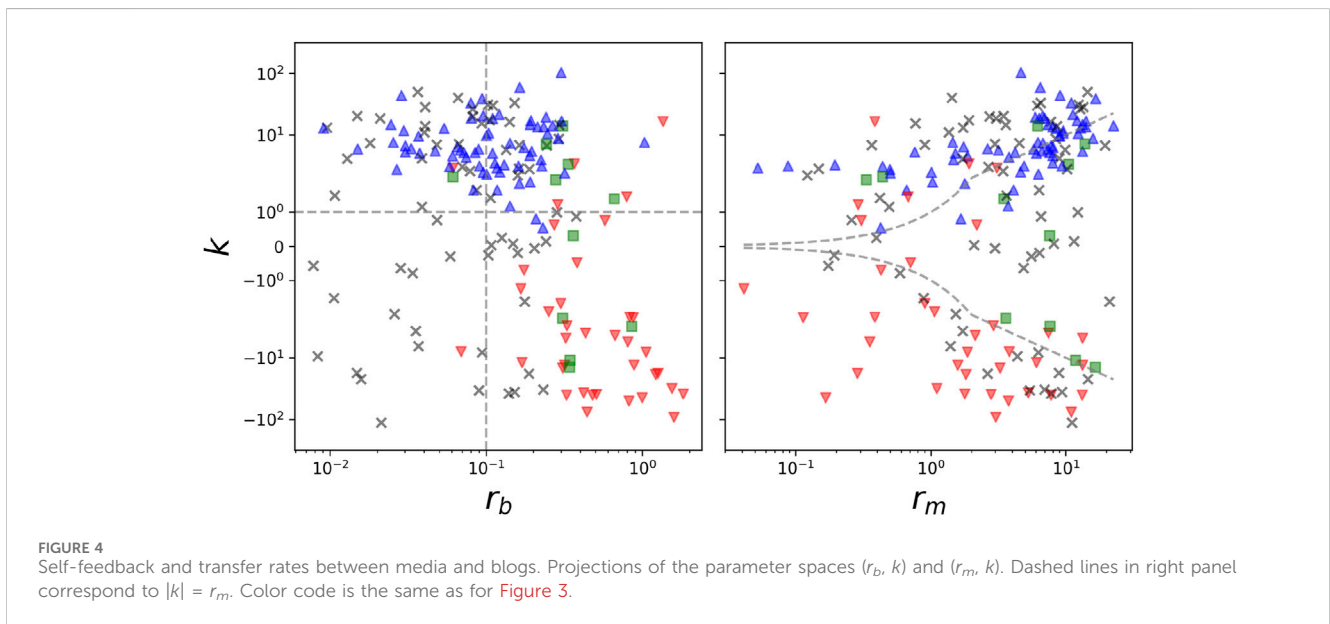 10²
10¹
10⁰
0
−10⁰
−10¹
−10²
k
10⁻²
10⁻¹
10⁰
r_b
10⁻¹
10⁰
10¹
r_m
FIGURE 4
Self-feedback and transfer rates between media and blogs. Projections of the parameter spaces (r_b, k) and (r_m, k). Dashed lines in right panel
correspond to |k| = r_m. Color code is the same as for Figure 3.